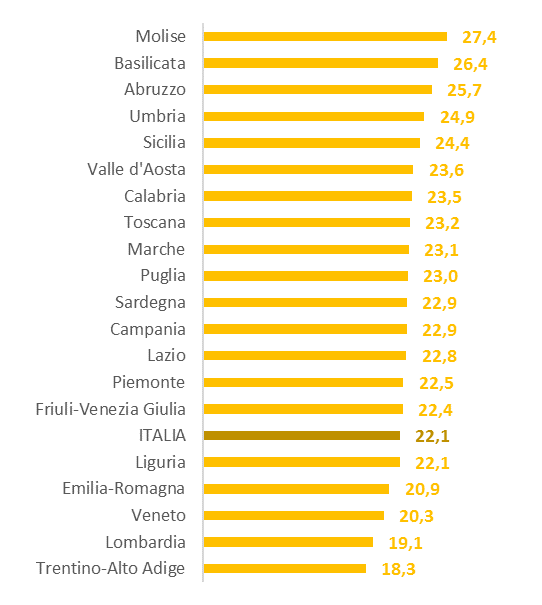 Molise 27,4
Basilicata 26,4
Abruzzo 25,7
Umbria 24,9
Sicilia 24,4
Valle d'Aosta 23,6
Calabria 23,5
Toscana 23,2
Marche 23,1
Puglia 23,0
Sardegna 22,9
Campania 22,9
Lazio 22,8
Piemonte 22,5
Friuli-Venezia Giulia 22,4
ITALIA 22,1
Liguria 22,1
Emilia-Romagna 20,9
Veneto 20,3
Lombardia 19,1
Trentino-Alto Adige 18,3